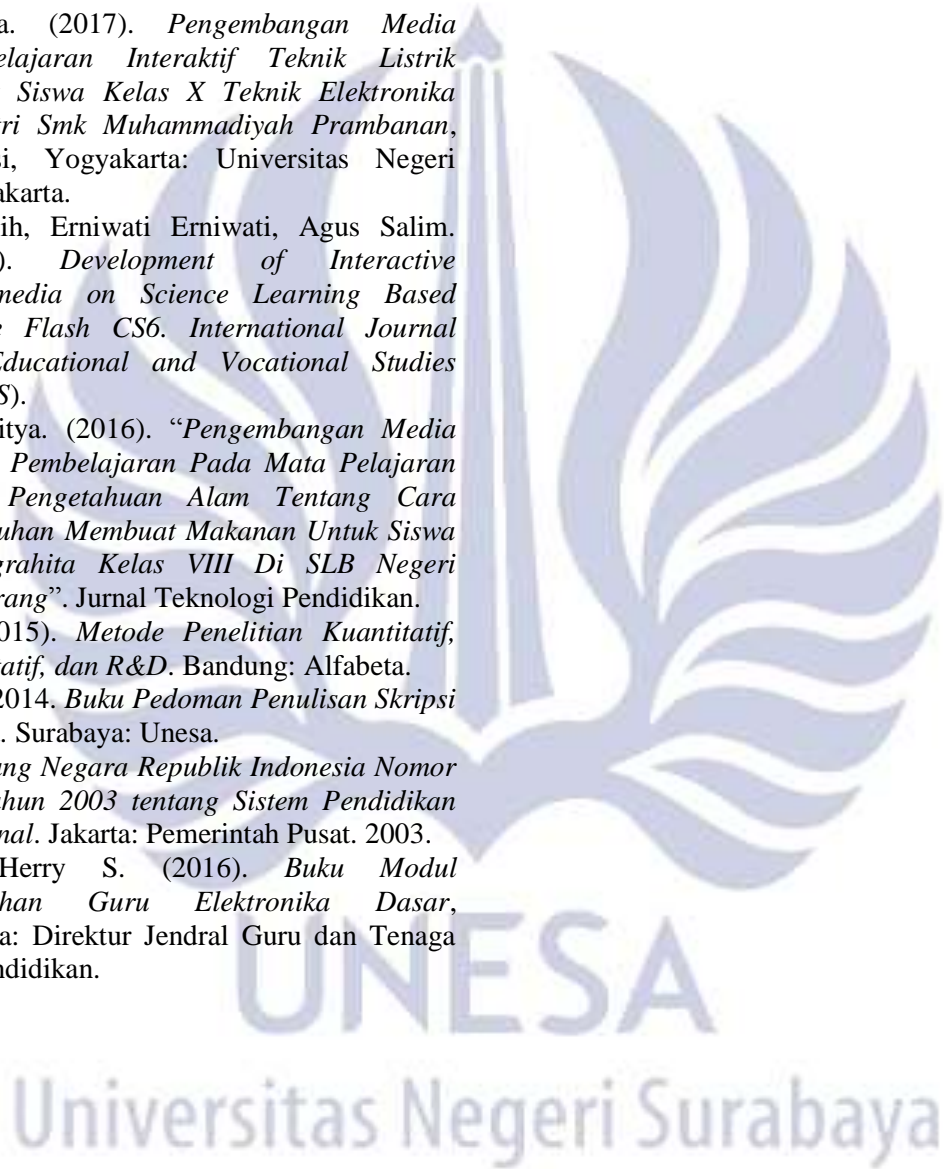 a. (2017). Pengembangan Media
elajaran Interaktif Teknik Listrik
Siswa Kelas X Teknik Elektronika
tri Smk Muhammadiyah Prambanan,
si, Yogyakarta: Universitas Negeri
akarta.
ih, Erniwati Erniwati, Agus Salim.
). Development of Interactive
media on Science Learning Based
e Flash CS6. International Journal
Educational and Vocational Studies
S).
itya. (2016). “Pengembangan Media
Pembelajaran Pada Mata Pelajaran
Pengetahuan Alam Tentang Cara
uhan Membuat Makanan Untuk Siswa
grahita Kelas VIII Di SLB Negeri
rang”. Jurnal Teknologi Pendidikan.
015). Metode Penelitian Kuantitatif,
tatif, dan R&D. Bandung: Alfabeta.
2014. Buku Pedoman Penulisan Skripsi
. Surabaya: Unesa.
ang Negara Republik Indonesia Nomor
ahun 2003 tentang Sistem Pendidikan
nal. Jakarta: Pemerintah Pusat. 2003.
Herry S. (2016). Buku Modul
han Guru Elektronika Dasar,
a: Direktur Jendral Guru dan Tenaga
ndidikan.
UNESA
Universitas Negeri Surabaya